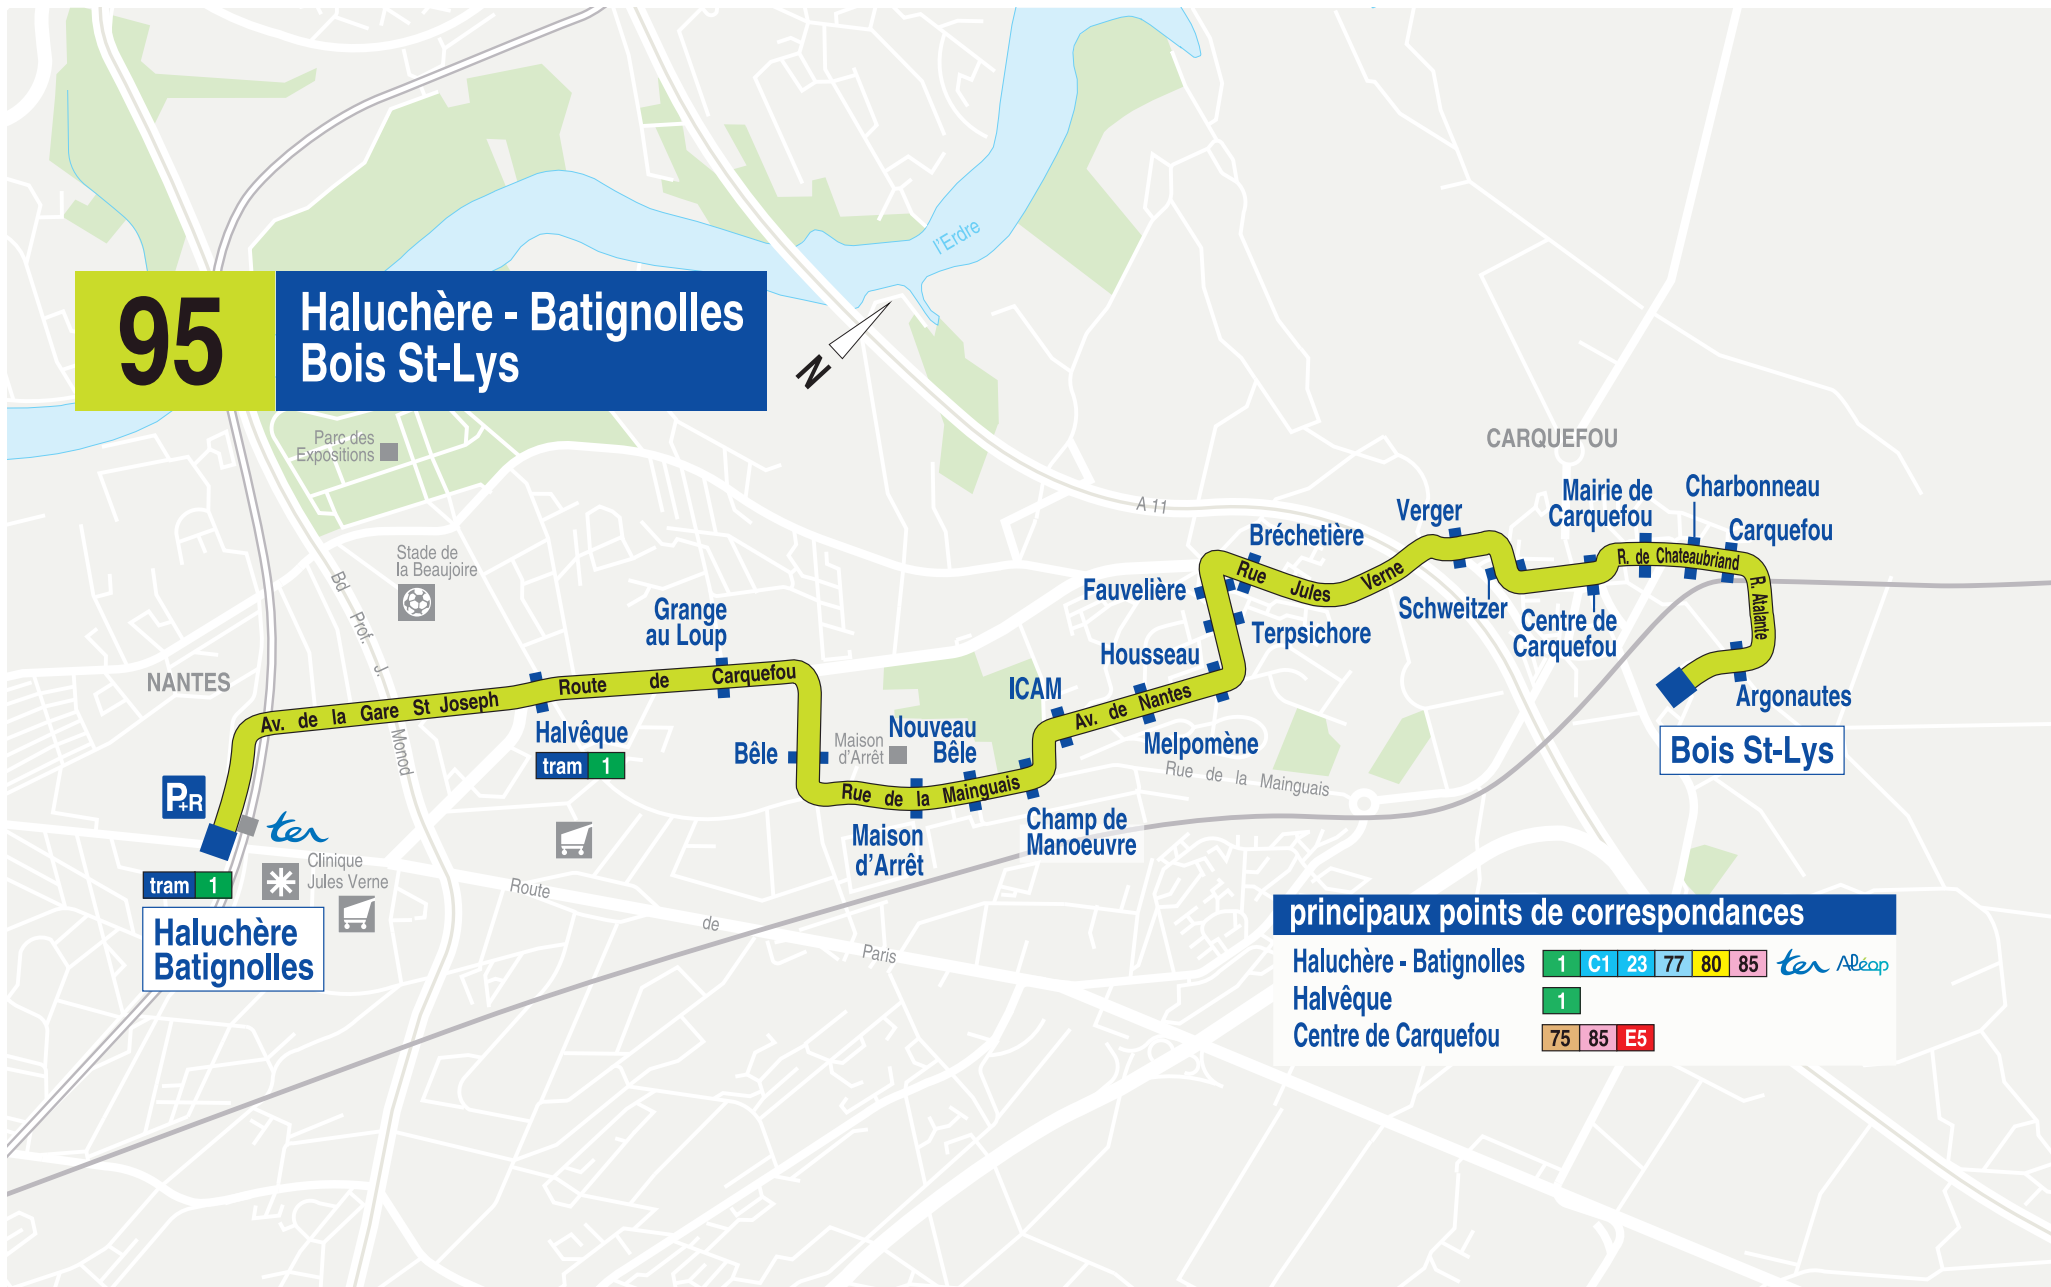 95
Haluchère - Batignolles
Bois St-Lys
l'Erdre
N
Parc des
Expositions
A 11
CARQUEFOU
Stade de
la Beaujoire
Bd Prof. J. Monod
NANTES
Av. de la Gare St Joseph
Route de Carquefou
Grange
au Loup
Halvêque
tram 1
Bêle
Maison
d'Arrêt
Nouveau
Bêle
Rue de la Mainguais
Maison
d'Arrêt
ICAM
Champ de
Manoeuvre
Av. de Nantes
Melpomène
Rue de la Mainguais
Housseau
Fauvelière
Terpsichore
Bréchetière
Rue Jules Verne
Verger
Schweitzer
Mairie de
Carquefou
Centre de
Carquefou
R. de Chateaubriand
Charbonneau
Carquefou
R. Atalante
Argonautes
Bois St-Lys
P+R
ter
Clinique
Jules Verne
tram 1
Haluchère
Batignolles
Route de Paris
principaux points de correspondances
Haluchère - Batignolles 1 C1 23 77 80 85 ter Aléop
Halvêque 1
Centre de Carquefou 75 85 E5